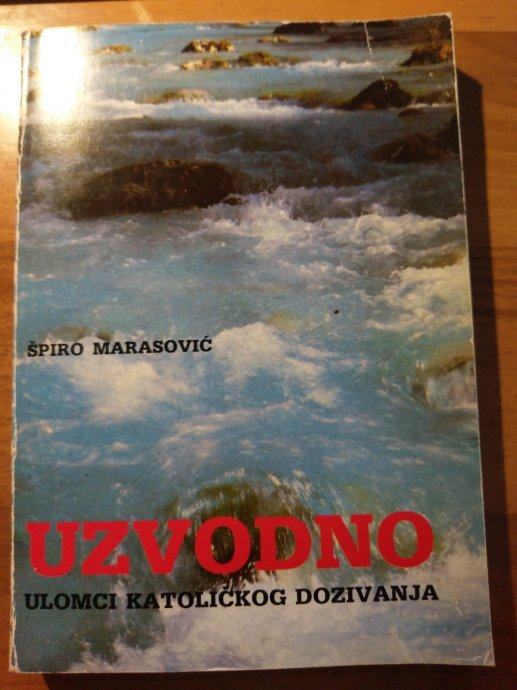 ŠPIRO MARASOVIĆ
UZVODNO
ULOMCI KATOLIČKOG DOZIVANJA